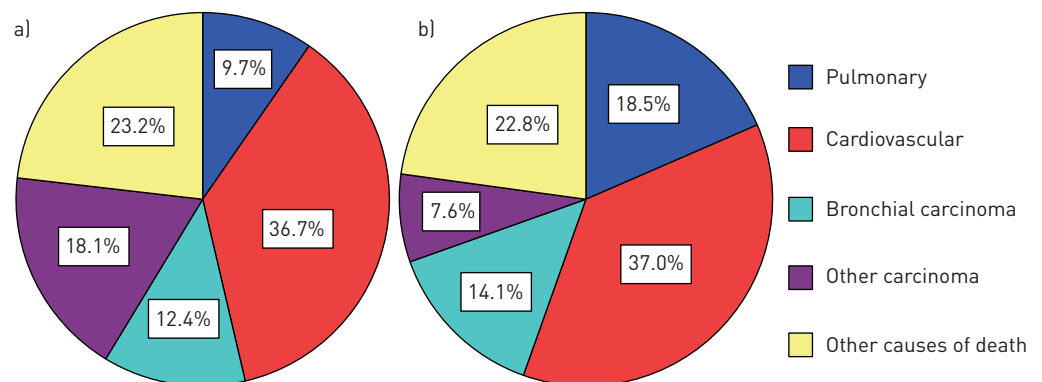 a)
9.7%
36.7%
12.4%
18.1%
23.2%
b)
18.5%
37.0%
14.1%
7.6%
22.8%
Pulmonary
Cardiovascular
Bronchial carcinoma
Other carcinoma
Other causes of death